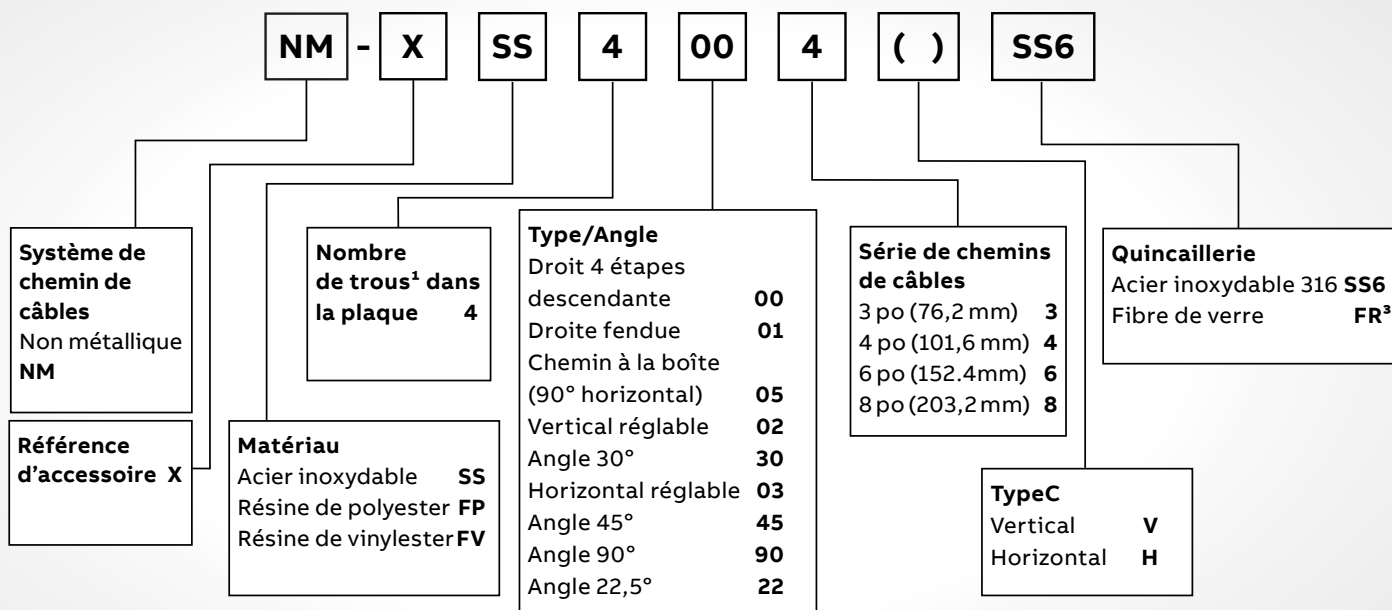 NM - X SS 4 00 4 ( ) SS6
Système de
chemin de
câbles
Non métallique
NM
Référence
d'accessoire X
Matériau
Acier inoxydable SS
Résine de polyester FP
Résine de vinylester FV
Nombre
de trous¹ dans
la plaque 4
Type/Angle
Droit 4 étapes
descendante 00
Droite fendue 01
Chemin à la boîte
(90° horizontal) 05
Vertical réglable 02
Angle 30° 30
Horizontal réglable 03
Angle 45° 45
Angle 90° 90
Angle 22,5° 22
Série de chemins
de câbles
3 po (76,2 mm) 3
4 po (101,6 mm) 4
6 po (152.4mm) 6
8 po (203,2 mm) 8
TypeC
Vertical V
Horizontal H
Quincaillerie
Acier inoxydable 316 SS6
Fibre de verre FR³